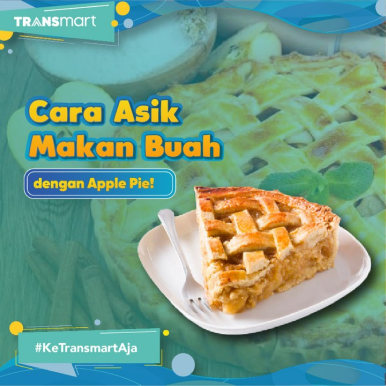 TRANSmart
Cara Asik
Makan Buah
dengan Apple Pie!
#KeTransmartAja